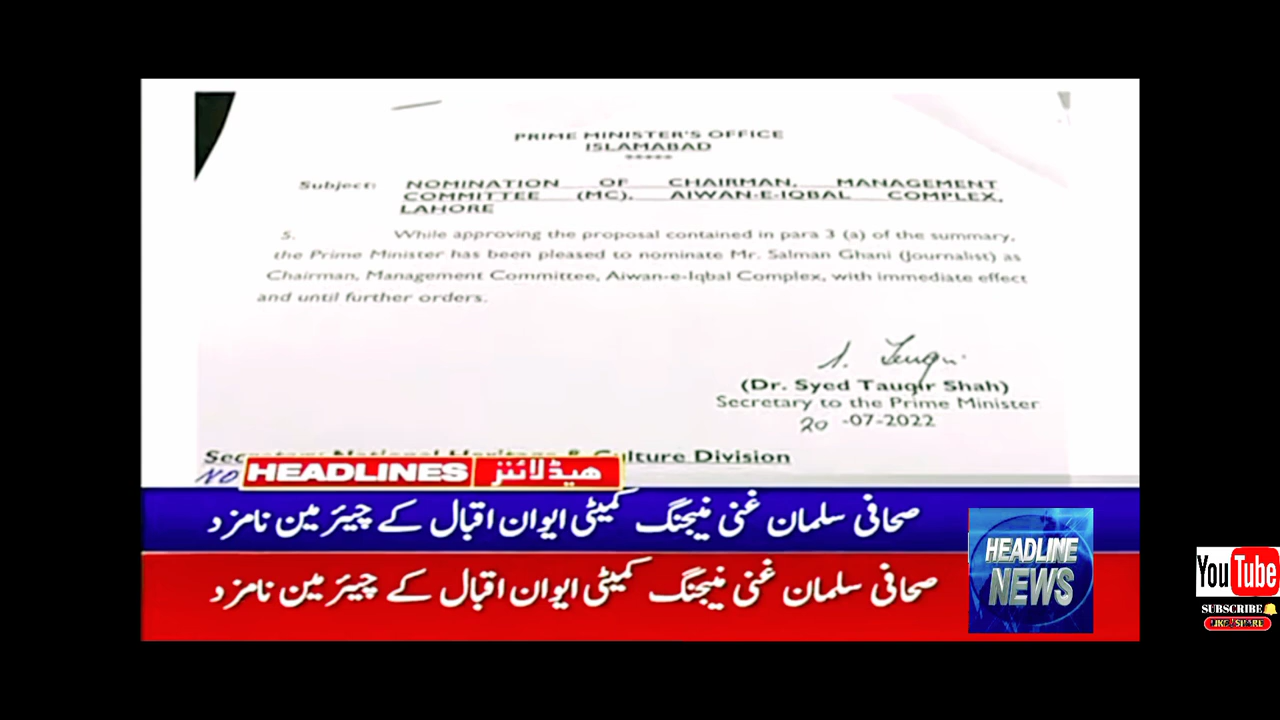 PRIME MINISTER'S OFFICE
ISLAMABAD
*****
Subject: NOMINATION OF CHAIRMAN, MANAGEMENT
COMMITTEE (MC), AIWAN-E-IQBAL COMPLEX,
LAHORE
5. While approving the proposal contained in para 3 (a) of the summary,
the Prime Minister has been pleased to nominate Mr. Salman Ghani (Journalist) as
Chairman, Management Committee, Aiwan-e-Iqbal Complex, with immediate effect
and until further orders.
(Dr. Syed Tauqir Shah)
Secretary to the Prime Minister
20 -07-2022
Culture Division
NO
HEADLINES ھیڈلائنز
صحافی سلمان غنی منیجنگ کمیٹی ایوان اقبال کے چیئرمین نامزد
صحافی سلمان غنی منیجنگ کمیٹی ایوان اقبال کے چیئرمین نامزد
HEADLINE
NEWS
YouTube
SUBSCRIBE
LIKE/SHARE